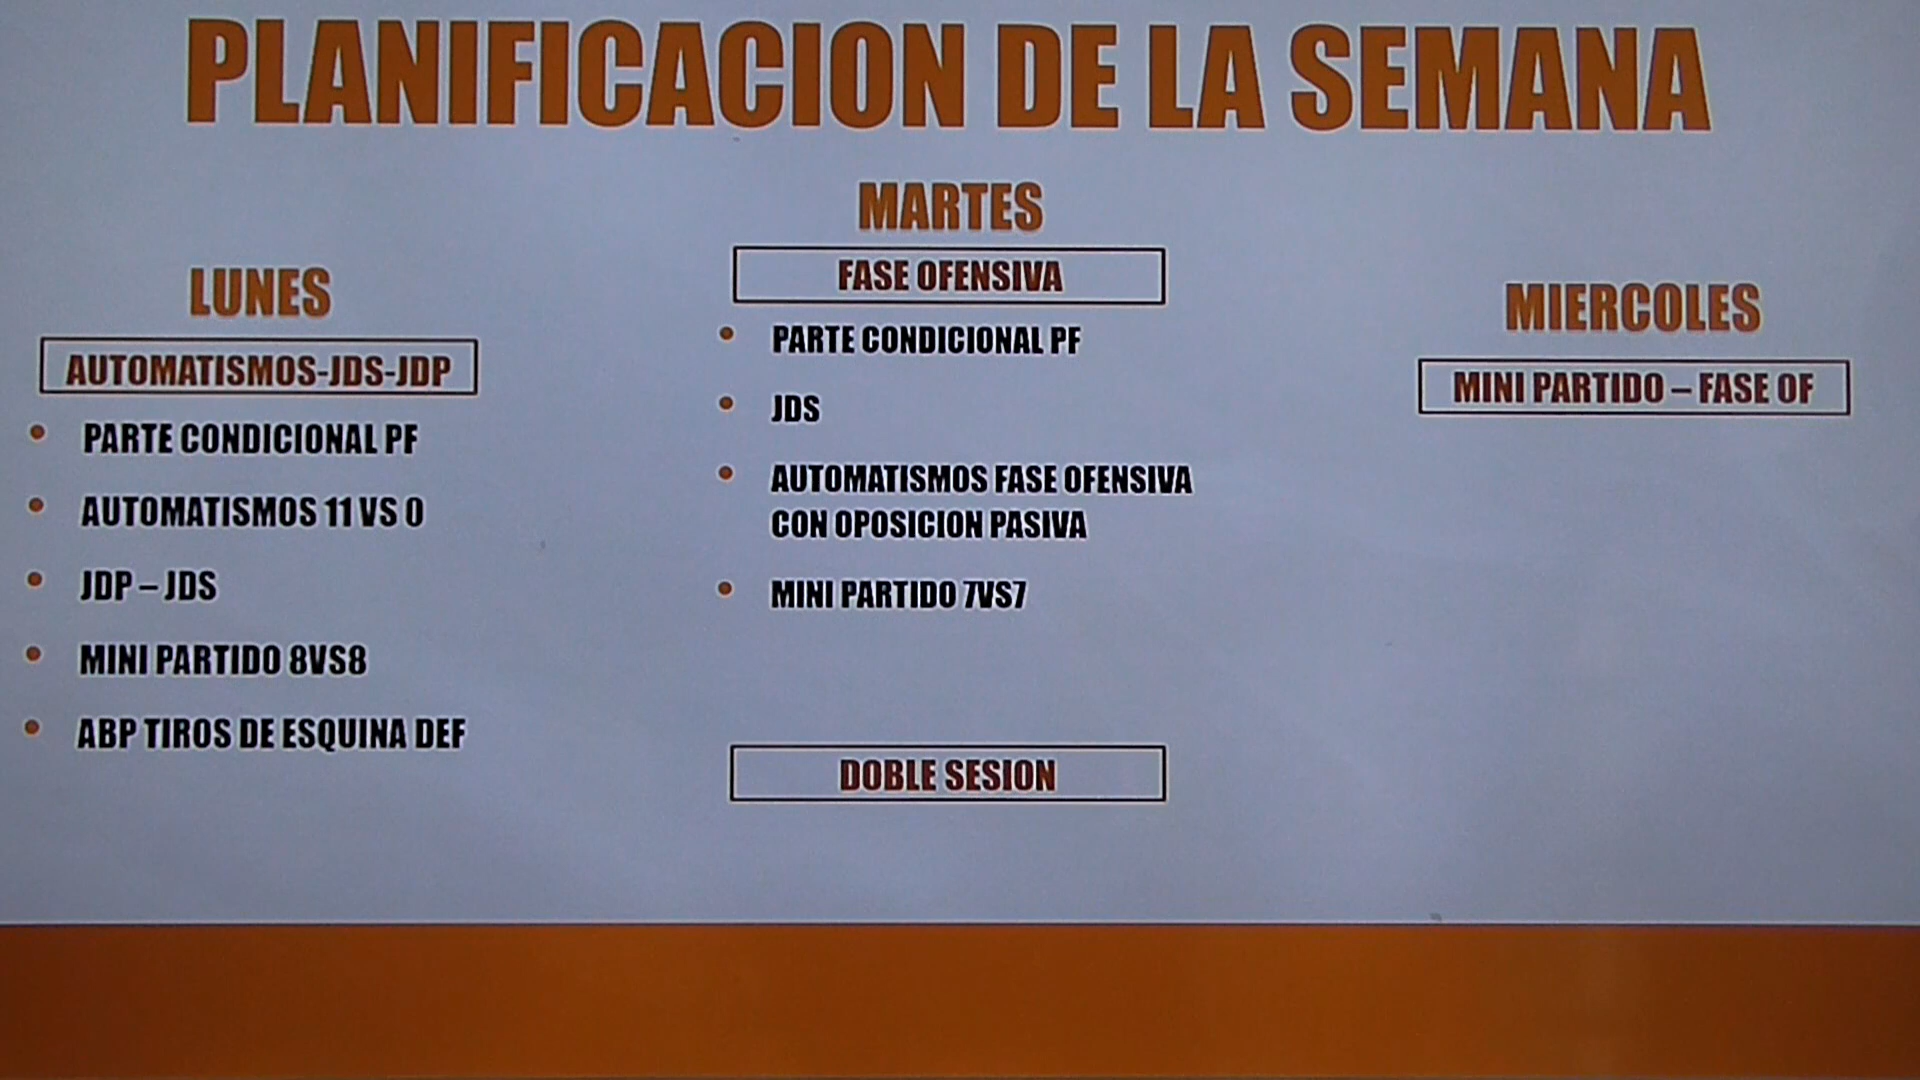 PLANIFICACION DE LA SEMANA
LUNES
AUTOMATISMOS-JDS-JDP
PARTE CONDICIONAL PF
AUTOMATISMOS 11 VS 0
JDP – JDS
MINI PARTIDO 8VS8
ABP TIROS DE ESQUINA DEF
MARTES
FASE OFENSIVA
PARTE CONDICIONAL PF
JDS
AUTOMATISMOS FASE OFENSIVA
CON OPOSICION PASIVA
MINI PARTIDO 7VS7
DOBLE SESION
MIERCOLES
MINI PARTIDO – FASE OF